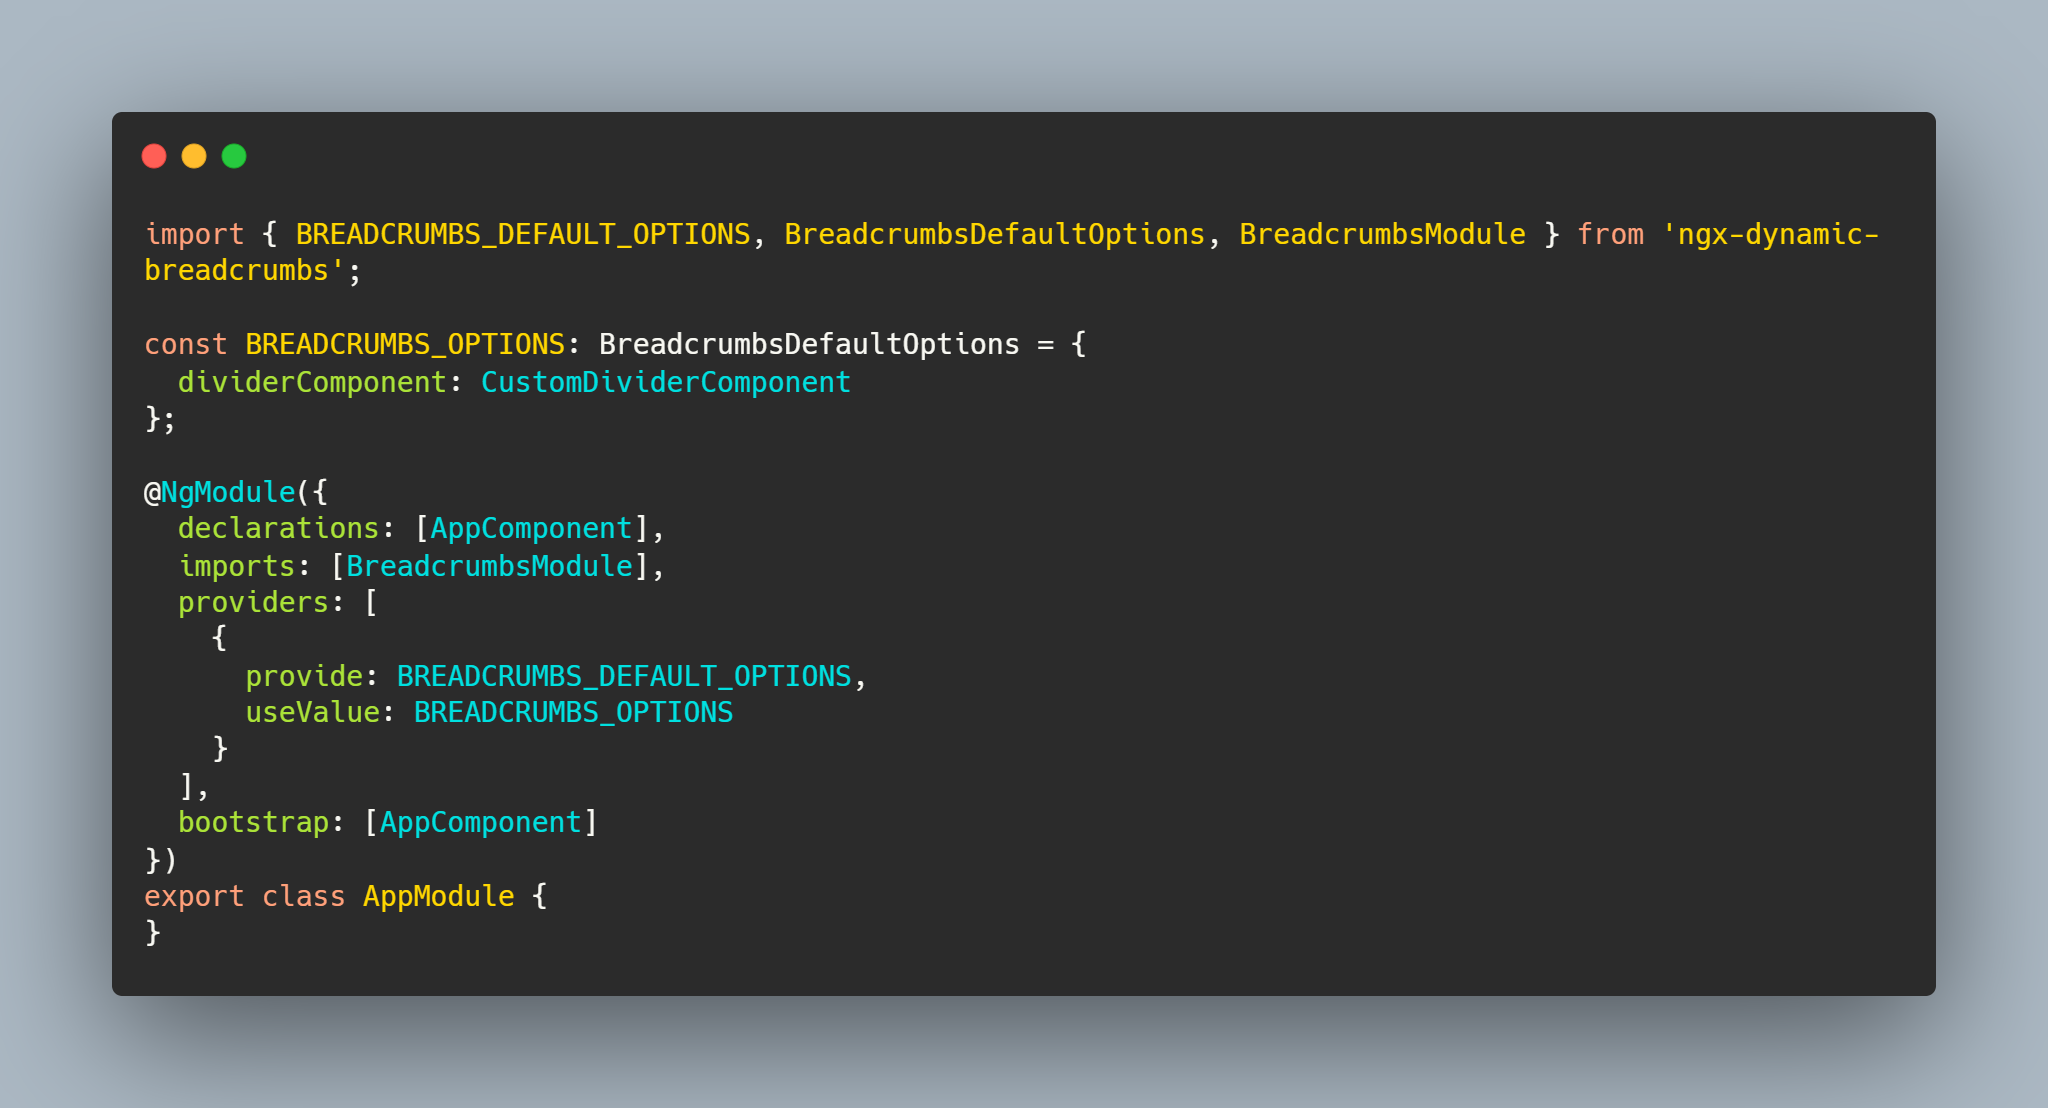 import { BREADCRUMBS_DEFAULT_OPTIONS, BreadcrumbsDefaultOptions, BreadcrumbsModule } from 'ngx-dynamic-
breadcrumbs';

const BREADCRUMBS_OPTIONS: BreadcrumbsDefaultOptions = {
  dividerComponent: CustomDividerComponent
};

@NgModule({
  declarations: [AppComponent],
  imports: [BreadcrumbsModule],
  providers: [
    {
      provide: BREADCRUMBS_DEFAULT_OPTIONS,
      useValue: BREADCRUMBS_OPTIONS
    }
  ],
  bootstrap: [AppComponent]
})
export class AppModule {
}